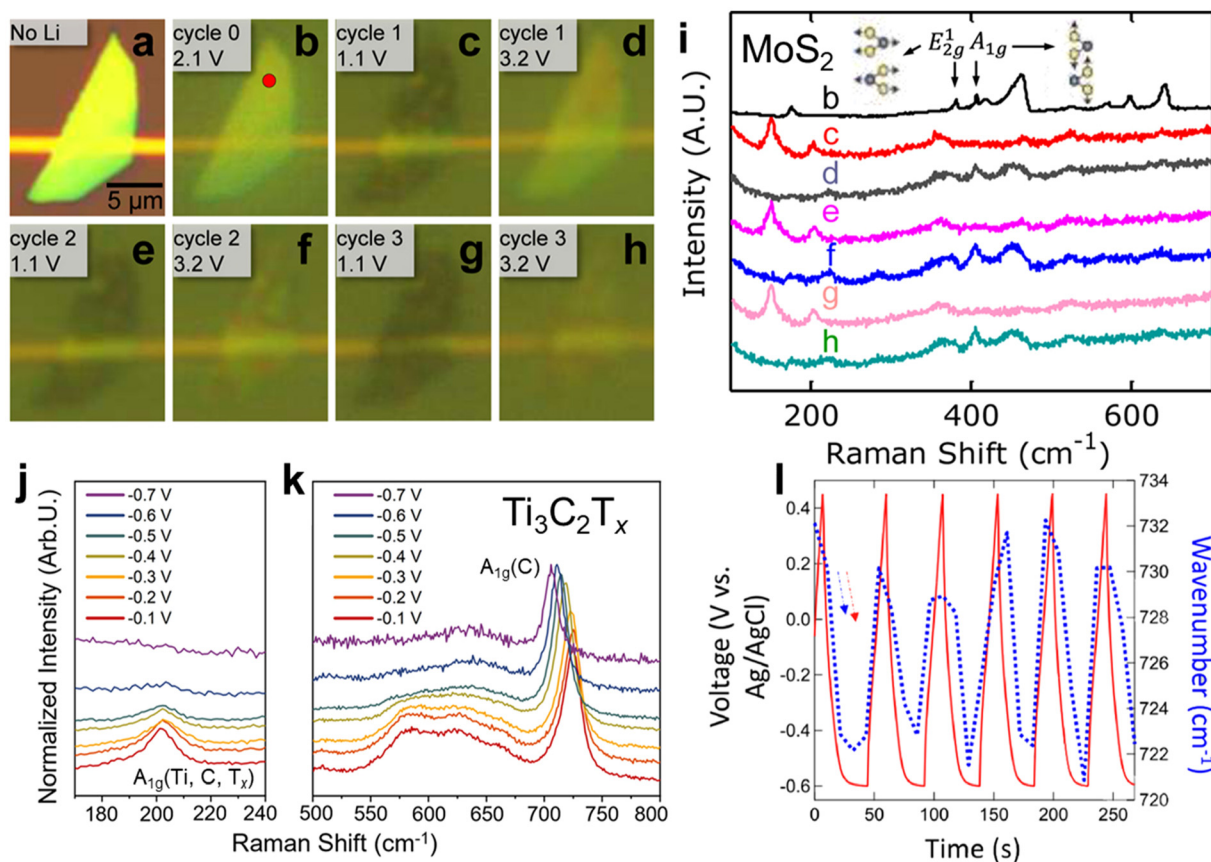 No Li
a
5 µm
cycle 0
2.1 V
b
cycle 1
1.1 V
c
cycle 1
3.2 V
d
cycle 2
1.1 V
e
cycle 2
3.2 V
f
cycle 3
1.1 V
g
cycle 3
3.2 V
h
i
MoS₂
E¹₂g A₁g
b
c
d
e
f
g
h
Intensity (A.U.)
200
400
600
Raman Shift (cm⁻¹)
j
-0.7 V
-0.6 V
-0.5 V
-0.4 V
-0.3 V
-0.2 V
-0.1 V
A₁g(Ti, C, Tₓ)
Normalized Intensity (Arb.U.)
180 200 220 240
k
-0.7 V
-0.6 V
-0.5 V
-0.4 V
-0.3 V
-0.2 V
-0.1 V
Ti₃C₂Tₓ
A₁g(C)
500 550 600 650 700 750 800
Raman Shift (cm⁻¹)
l
Voltage (V vs.
Ag/AgCl)
0.4
0.2
0.0
-0.2
-0.4
-0.6
734
732
730
728
726
724
722
720
Wavenumber (cm⁻¹)
0 50 100 150 200 250
Time (s)